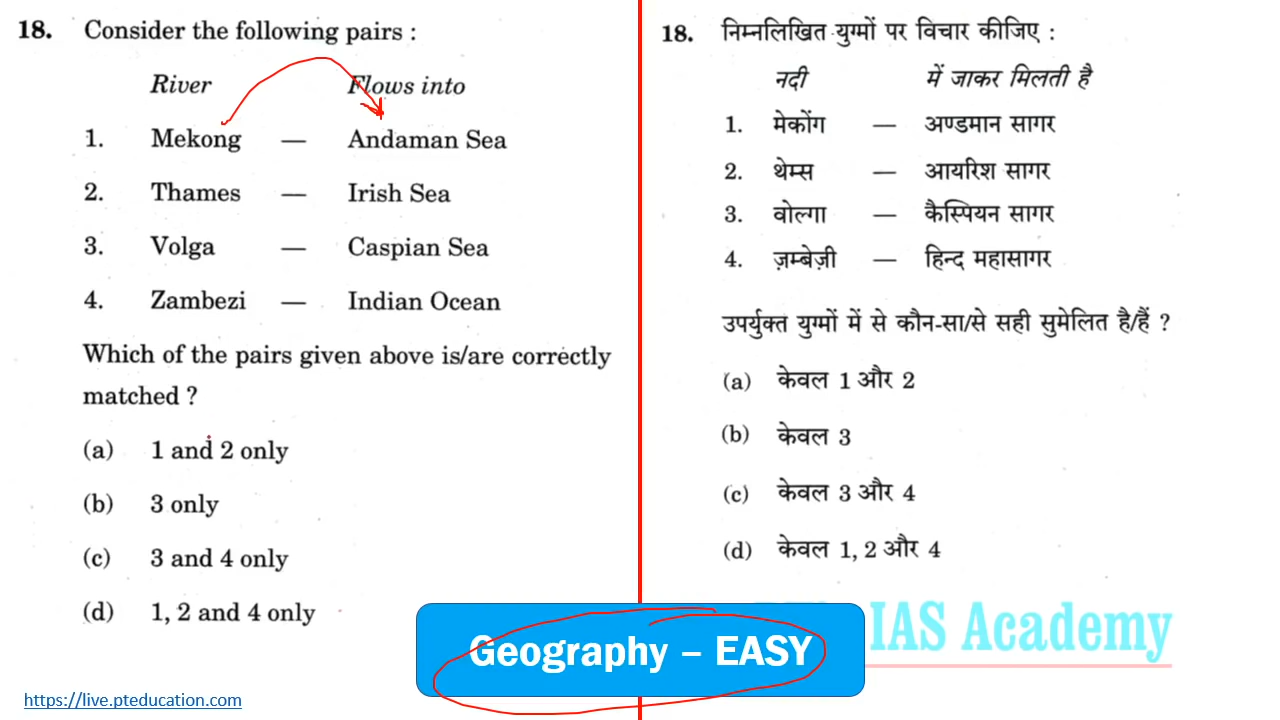 18. Consider the following pairs :
River Flows into
1. Mekong — Andaman Sea
2. Thames — Irish Sea
3. Volga — Caspian Sea
4. Zambezi — Indian Ocean
Which of the pairs given above is/are correctly
matched ?
(a) 1 and 2 only
(b) 3 only
(c) 3 and 4 only
(d) 1, 2 and 4 only
18. निम्नलिखित युग्मों पर विचार कीजिए :
नदी में जाकर मिलती है
1. मेकोंग — अण्डमान सागर
2. थेम्स — आयरिश सागर
3. वोल्गा — कैस्पियन सागर
4. ज़म्बेज़ी — हिन्द महासागर
उपर्युक्त युग्मों में से कौन-सा/से सही सुमेलित है/हैं ?
(a) केवल 1 और 2
(b) केवल 3
(c) केवल 3 और 4
(d) केवल 1, 2 और 4
Geography – EASY
IAS Academy
https://live.pteducation.com